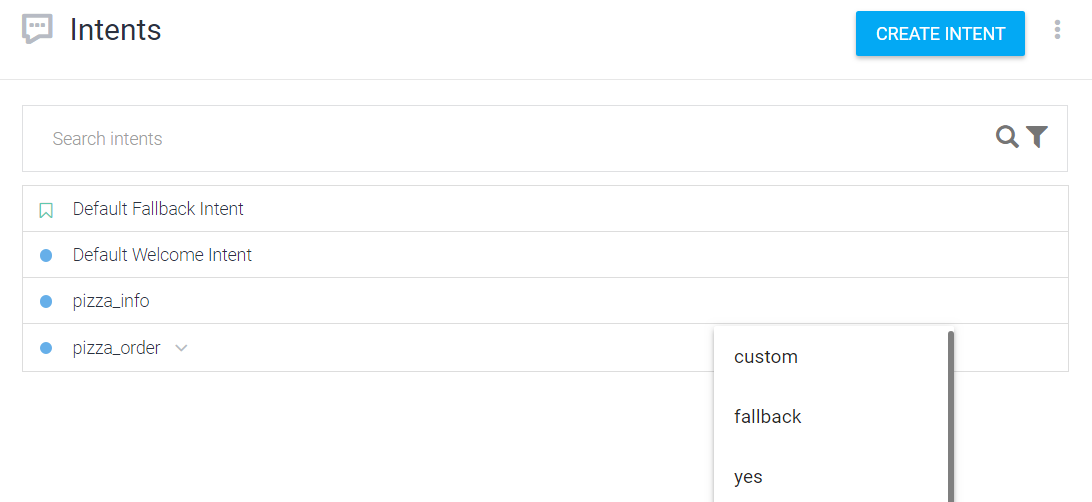 Intents
CREATE INTENT
Search intents
Default Fallback Intent
Default Welcome Intent
pizza_info
pizza_order
custom
fallback
yes